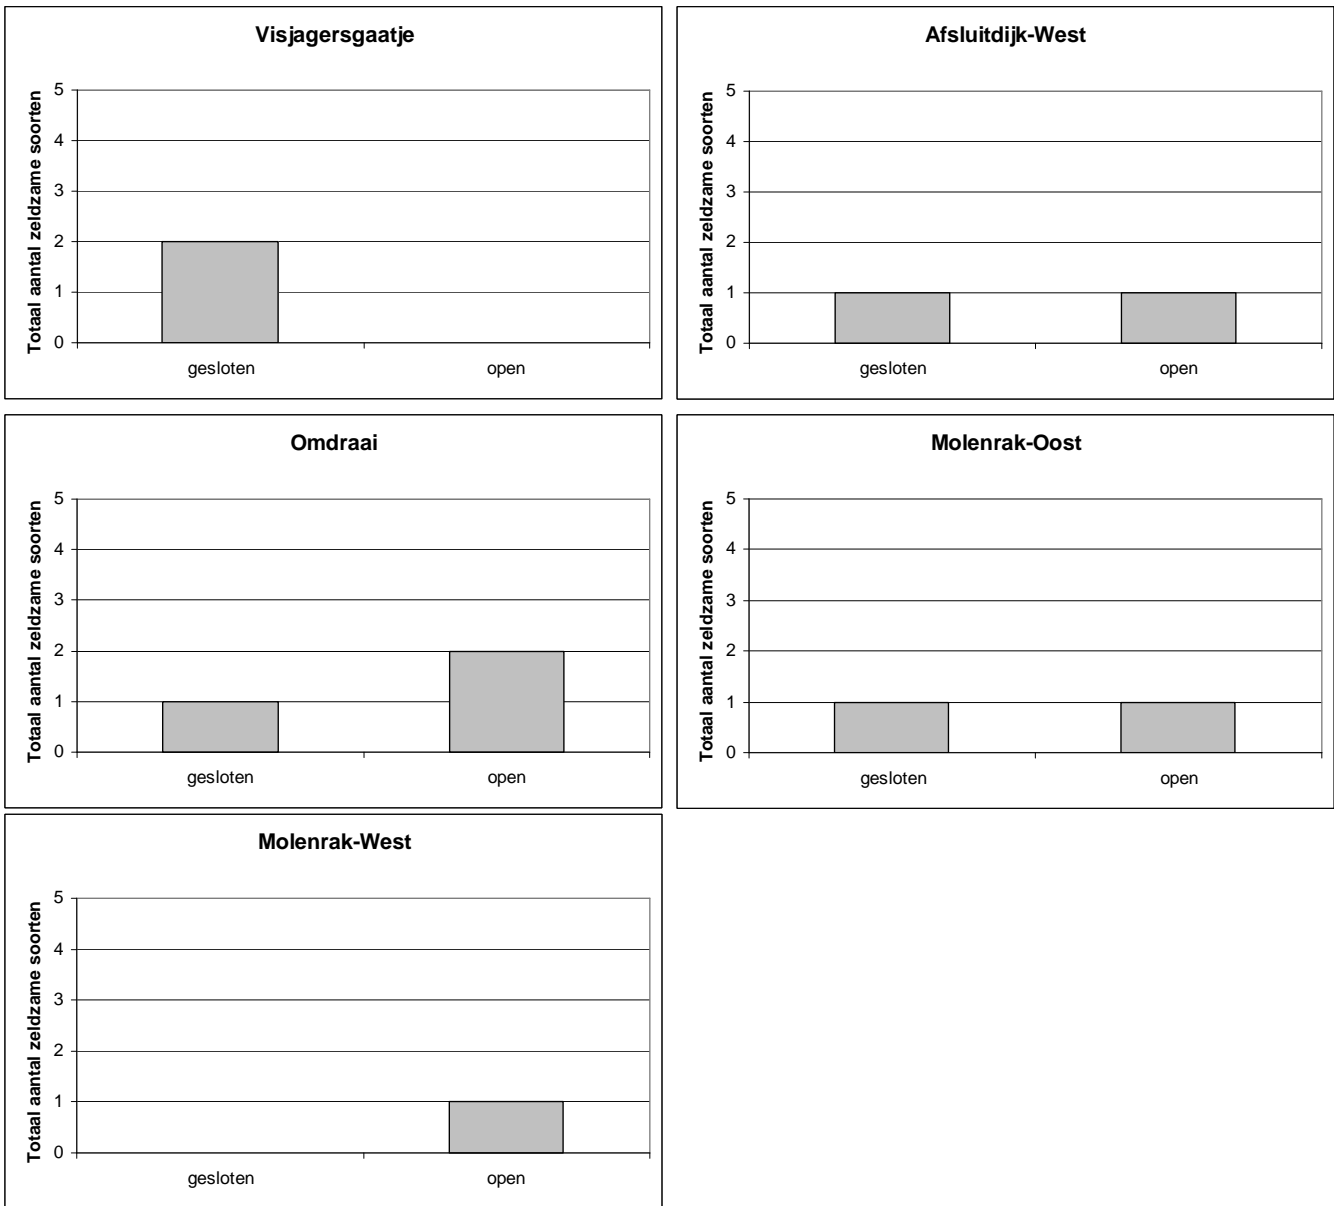 Visjagersgaatje
Totaal aantal zeldzame soorten
5
4
3
2
1
0
gesloten open
Afsluitdijk-West
Totaal aantal zeldzame soorten
5
4
3
2
1
0
gesloten open
Omdraai
Totaal aantal zeldzame soorten
5
4
3
2
1
0
gesloten open
Molenrak-Oost
Totaal aantal zeldzame soorten
5
4
3
2
1
0
gesloten open
Molenrak-West
Totaal aantal zeldzame soorten
5
4
3
2
1
0
gesloten open